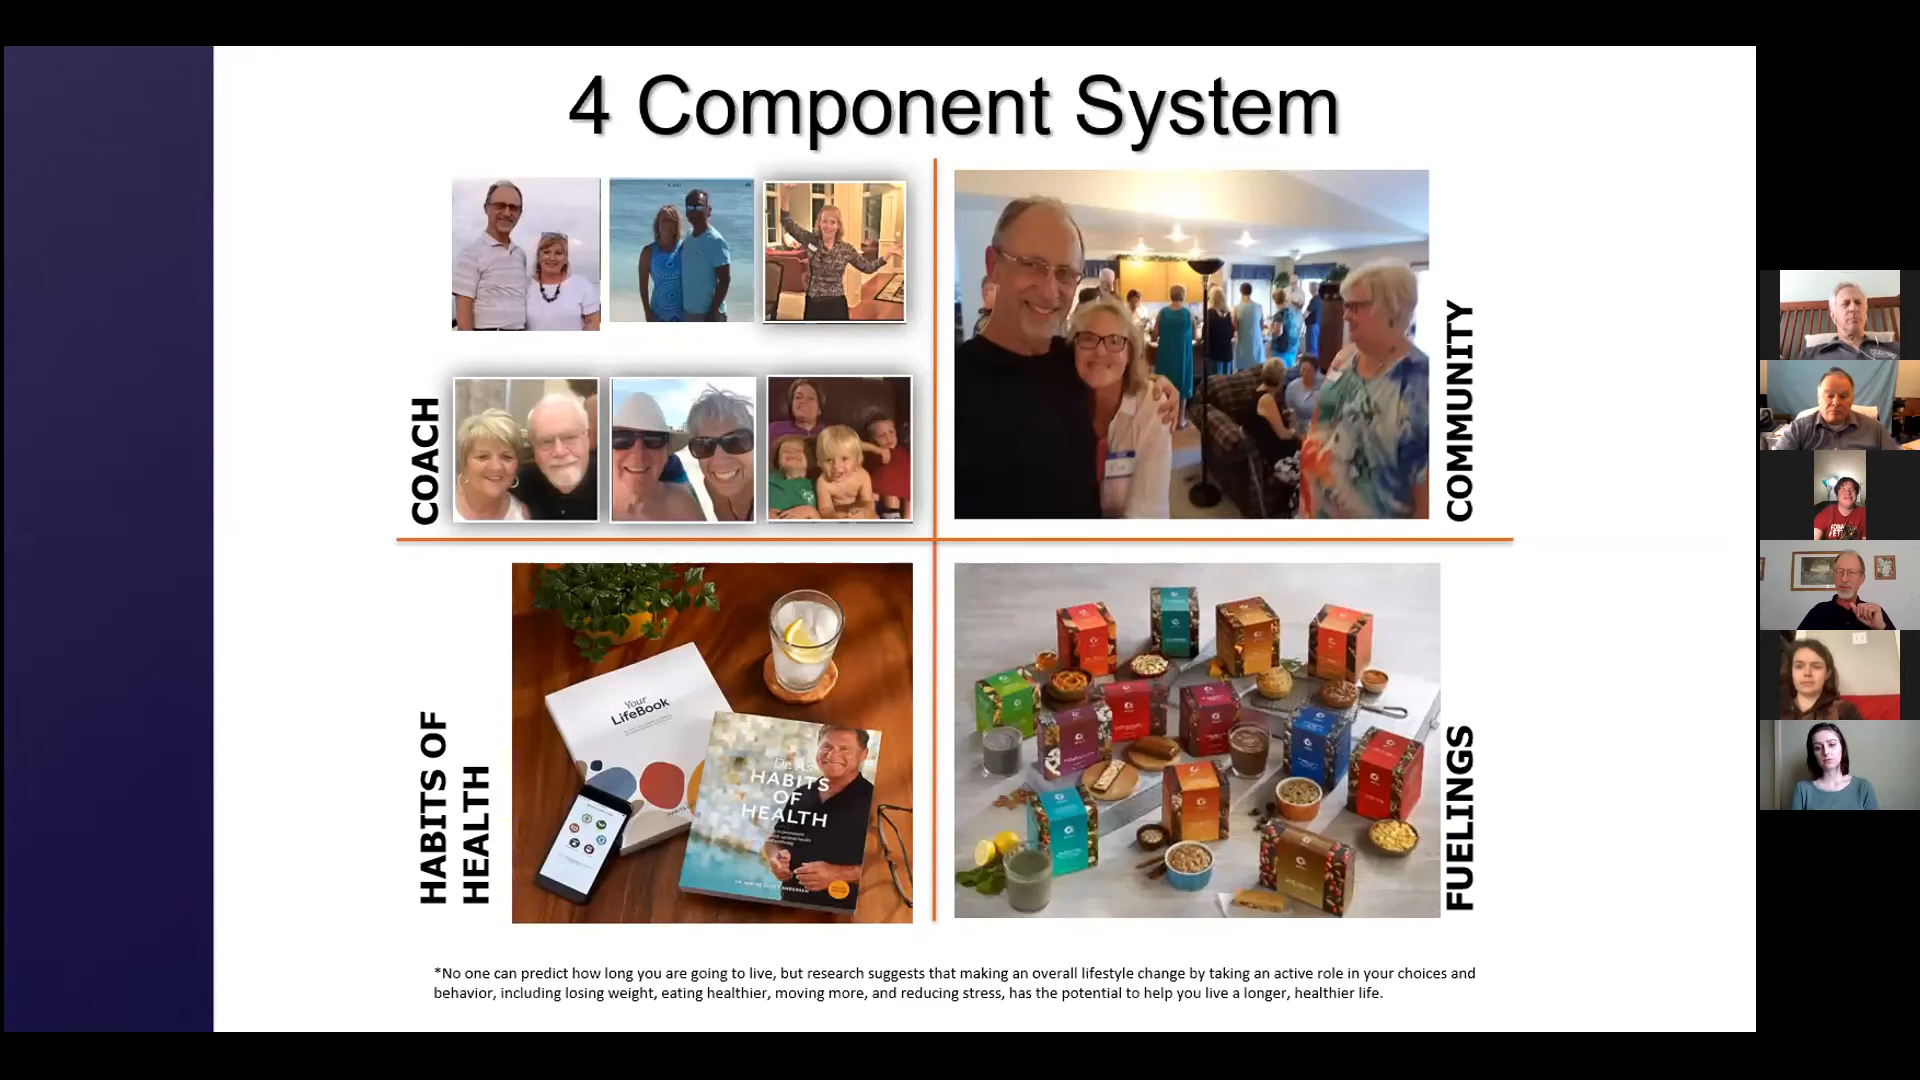 4 Component System
COACH
COMMUNITY
HABITS OF
HEALTH
Your
LifeBook
Dr. A's
HABITS
OF
HEALTH
FUELINGS
*No one can predict how long you are going to live, but research suggests that making an overall lifestyle change by taking an active role in your choices and
behavior, including losing weight, eating healthier, moving more, and reducing stress, has the potential to help you live a longer, healthier life.